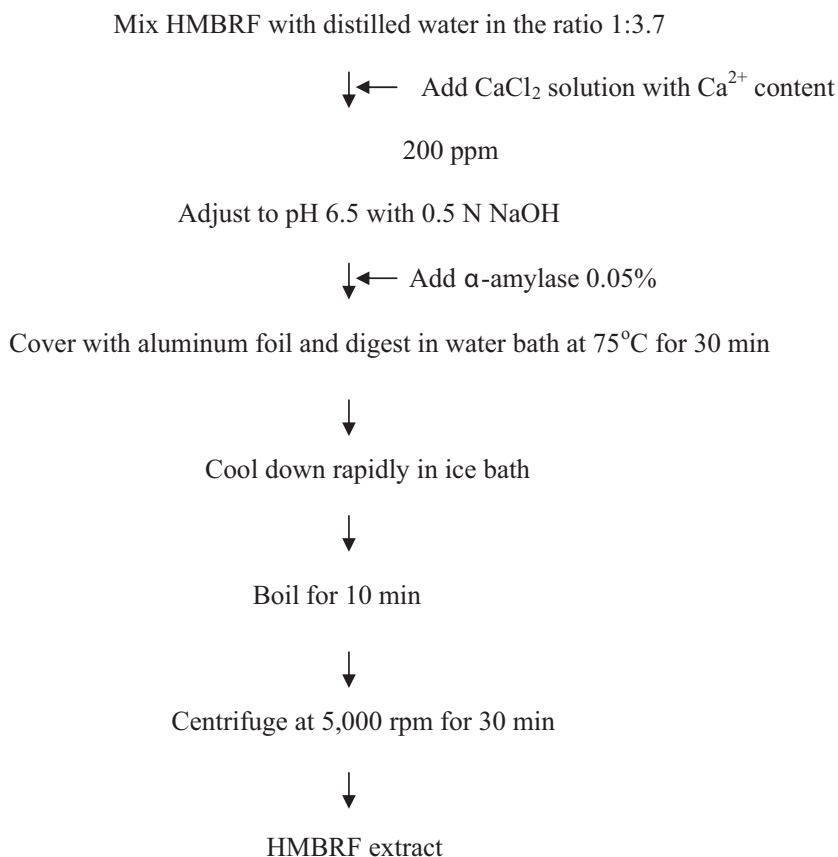 Mix HMBRF with distilled water in the ratio 1:3.7
Add CaCl₂ solution with Ca²⁺ content
200 ppm
Adjust to pH 6.5 with 0.5 N NaOH
Add α-amylase 0.05%
Cover with aluminum foil and digest in water bath at 75°C for 30 min
Cool down rapidly in ice bath
Boil for 10 min
Centrifuge at 5,000 rpm for 30 min
HMBRF extract